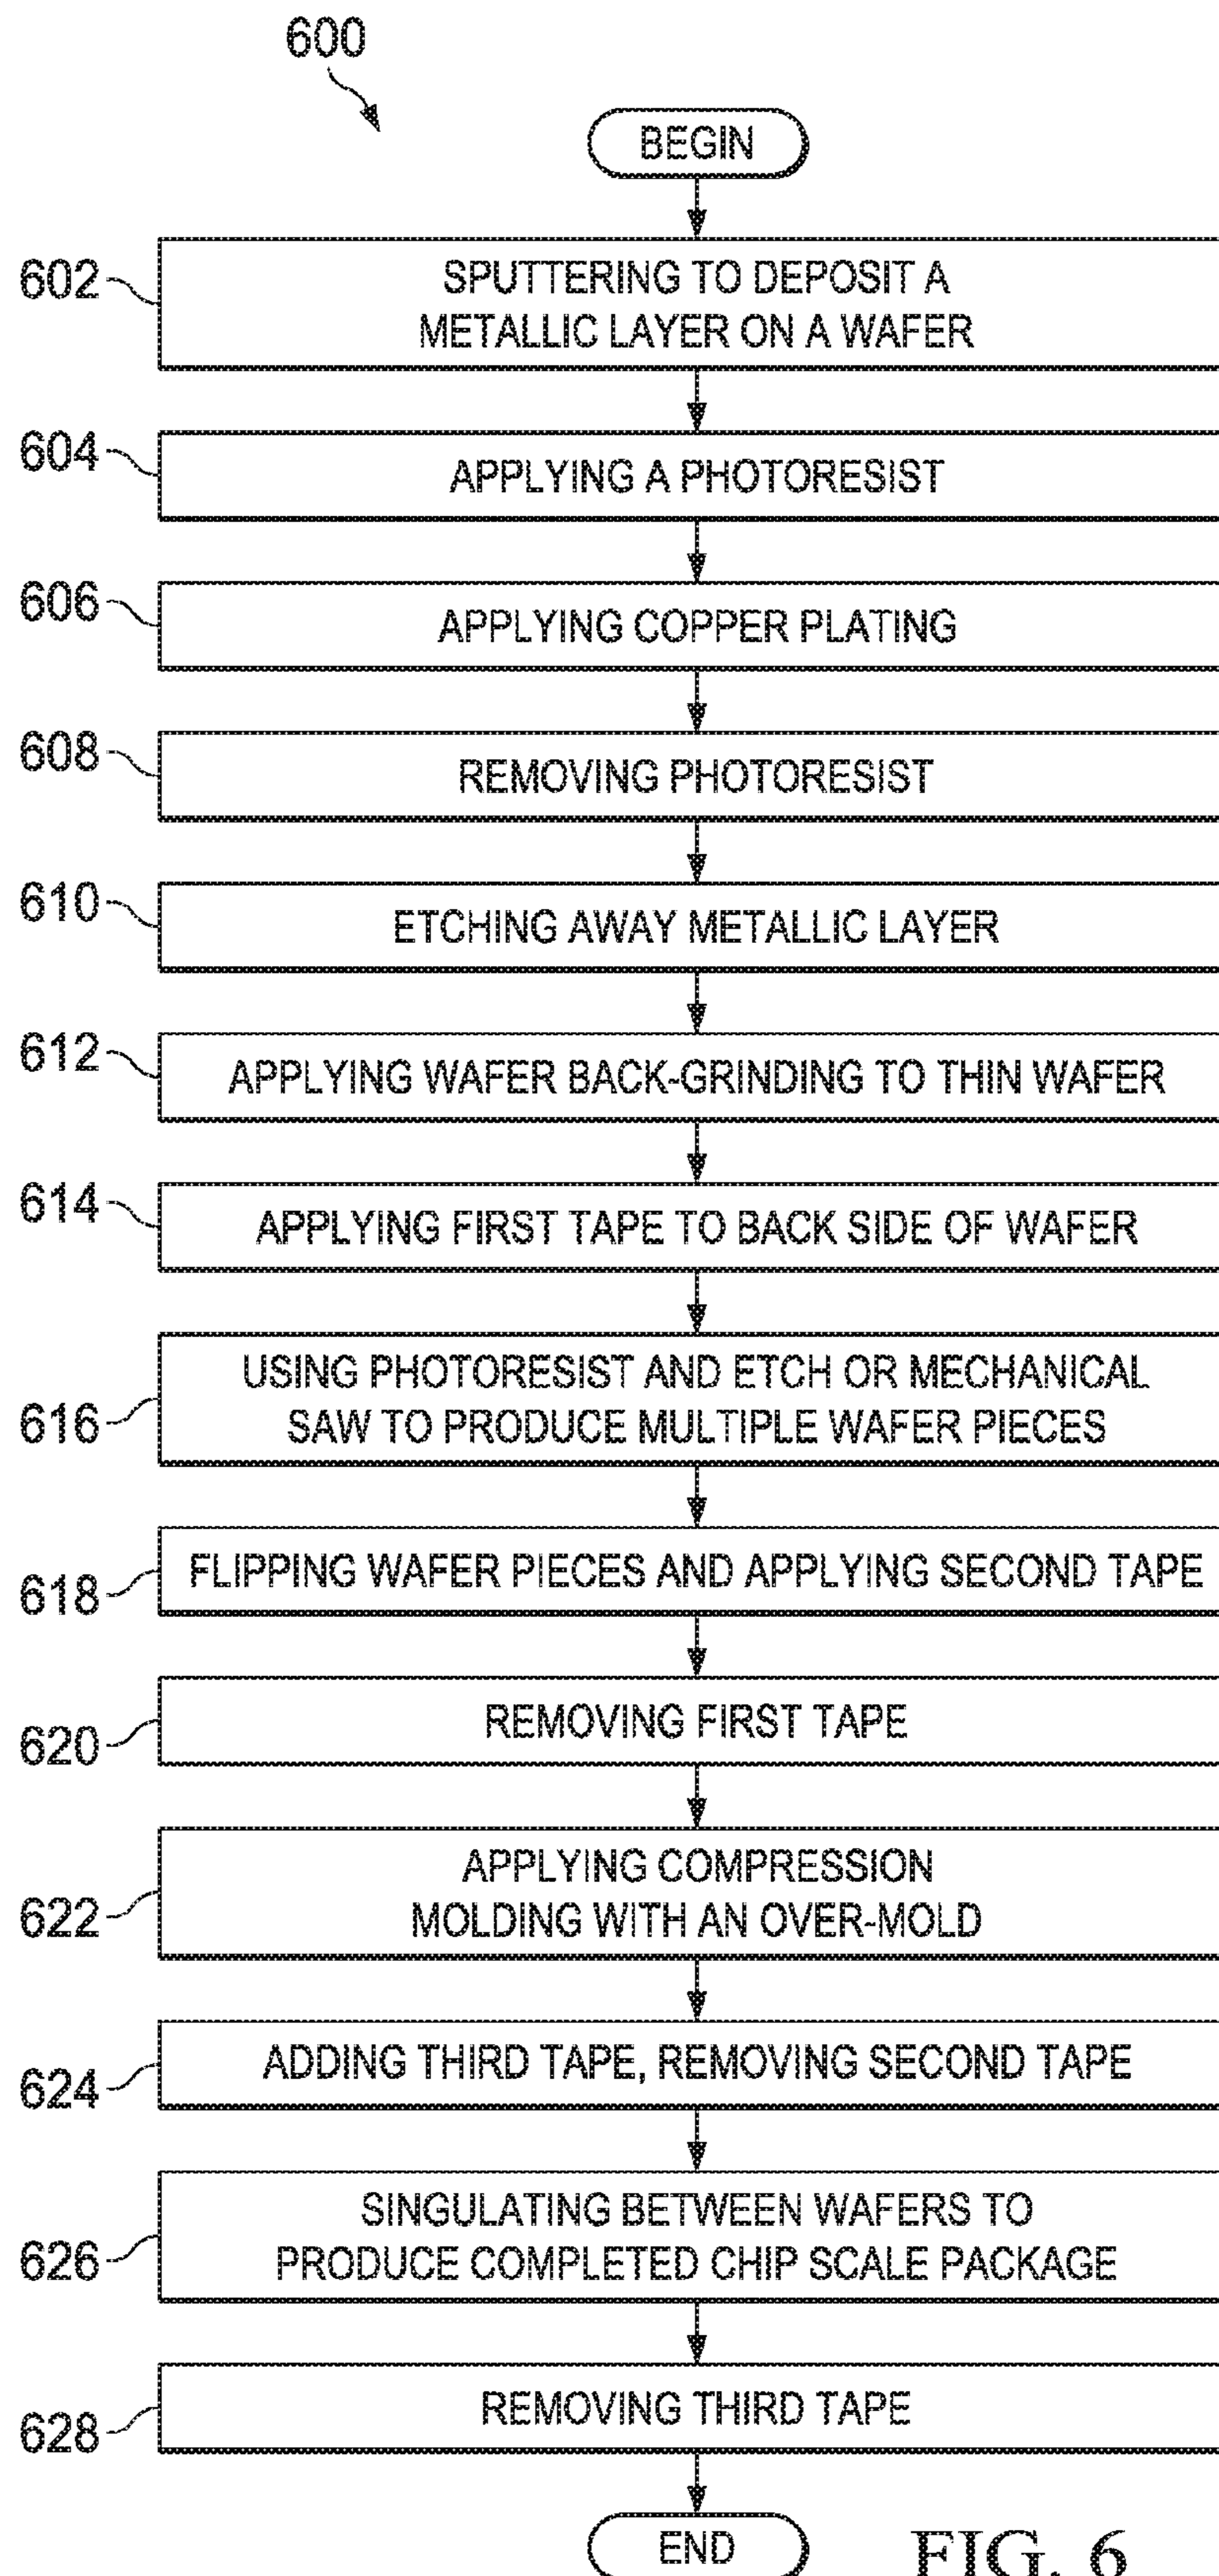 600
BEGIN
602
SPUTTERING TO DEPOSIT A
METALLIC LAYER ON A WAFER
604
APPLYING A PHOTORESIST
606
APPLYING COPPER PLATING
608
REMOVING PHOTORESIST
610
ETCHING AWAY METALLIC LAYER
612
APPLYING WAFER BACK-GRINDING TO THIN WAFER
614
APPLYING FIRST TAPE TO BACK SIDE OF WAFER
616
USING PHOTORESIST AND ETCH OR MECHANICAL
SAW TO PRODUCE MULTIPLE WAFER PIECES
618
FLIPPING WAFER PIECES AND APPLYING SECOND TAPE
620
REMOVING FIRST TAPE
622
APPLYING COMPRESSION
MOLDING WITH AN OVER-MOLD
624
ADDING THIRD TAPE, REMOVING SECOND TAPE
626
SINGULATING BETWEEN WAFERS TO
PRODUCE COMPLETED CHIP SCALE PACKAGE
628
REMOVING THIRD TAPE
END
FIG. 6